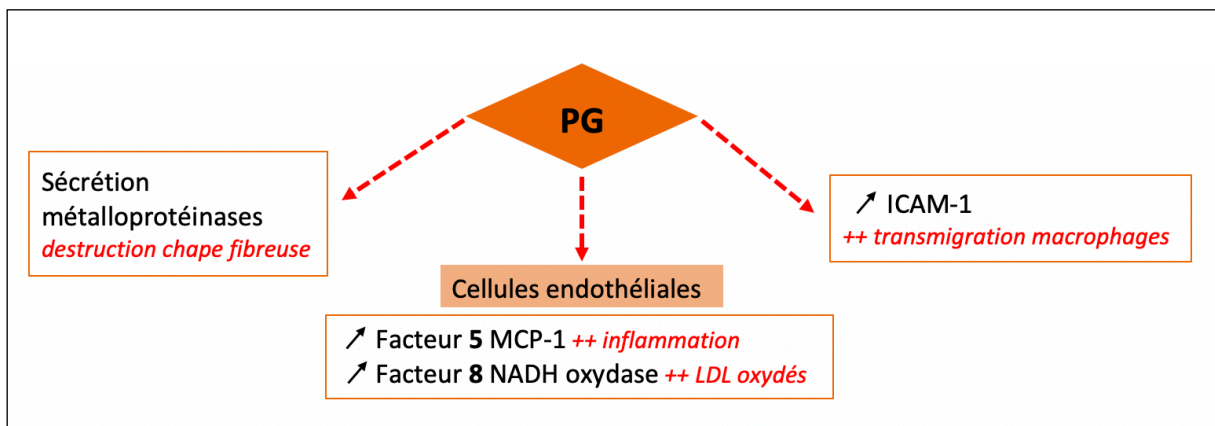 PG
Sécrétion
métalloprotéinases
destruction chape fibreuse
↗ ICAM-1
++ transmigration macrophages
Cellules endothéliales
↗ Facteur 5 MCP-1 ++ inflammation
↗ Facteur 8 NADH oxydase ++ LDL oxydés